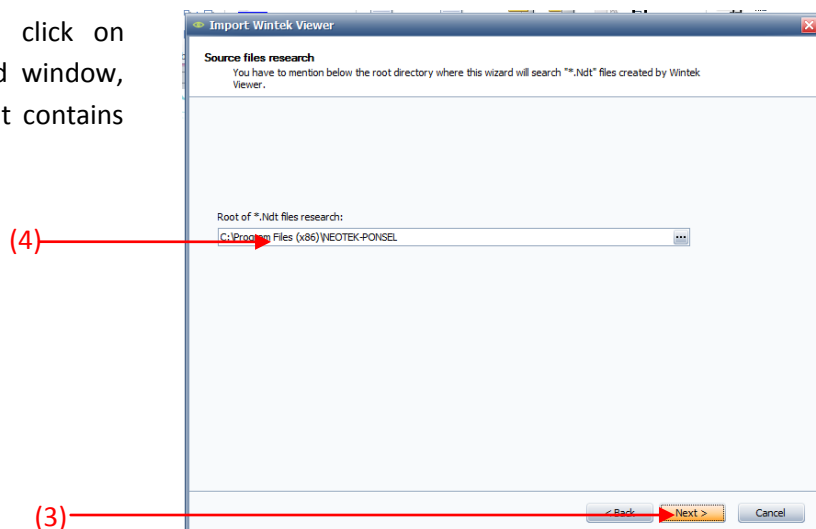 click on
d window,
t contains
Import Wintek Viewer
Source files research
You have to mention below the root directory where this wizard will search "*.Ndt" files created by Wintek
Viewer.
Root of *.Ndt files research:
(4)
C:\Program Files (x86)\NEOTEK-PONSEL
...
(3)
< Back
Next >
Cancel